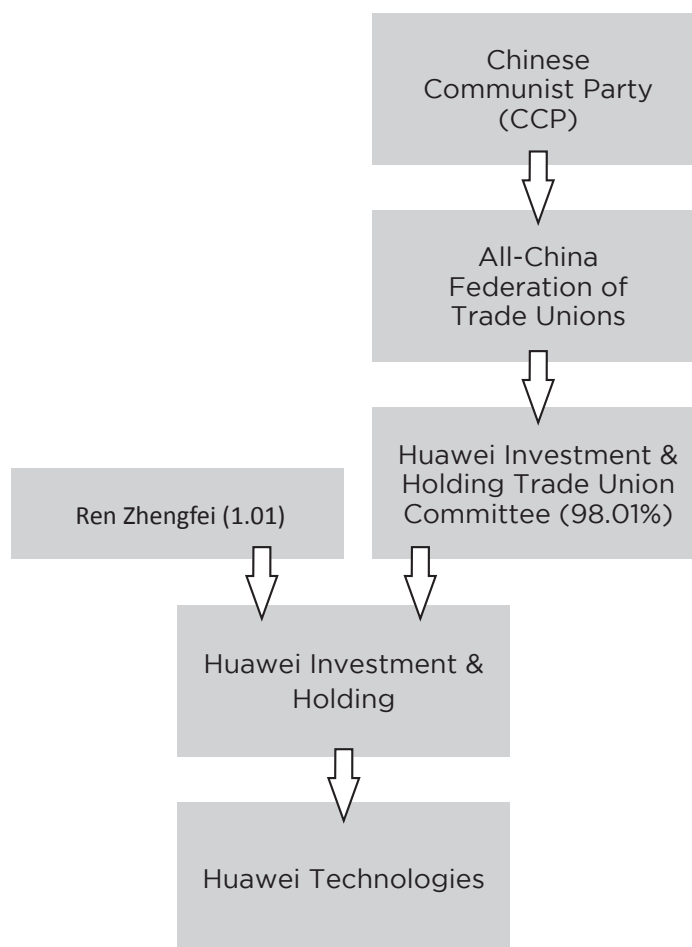 Chinese
Communist Party
(CCP)
All-China
Federation of
Trade Unions
Huawei Investment &
Holding Trade Union
Committee (98.01%)
Ren Zhengfei (1.01)
Huawei Investment &
Holding
Huawei Technologies